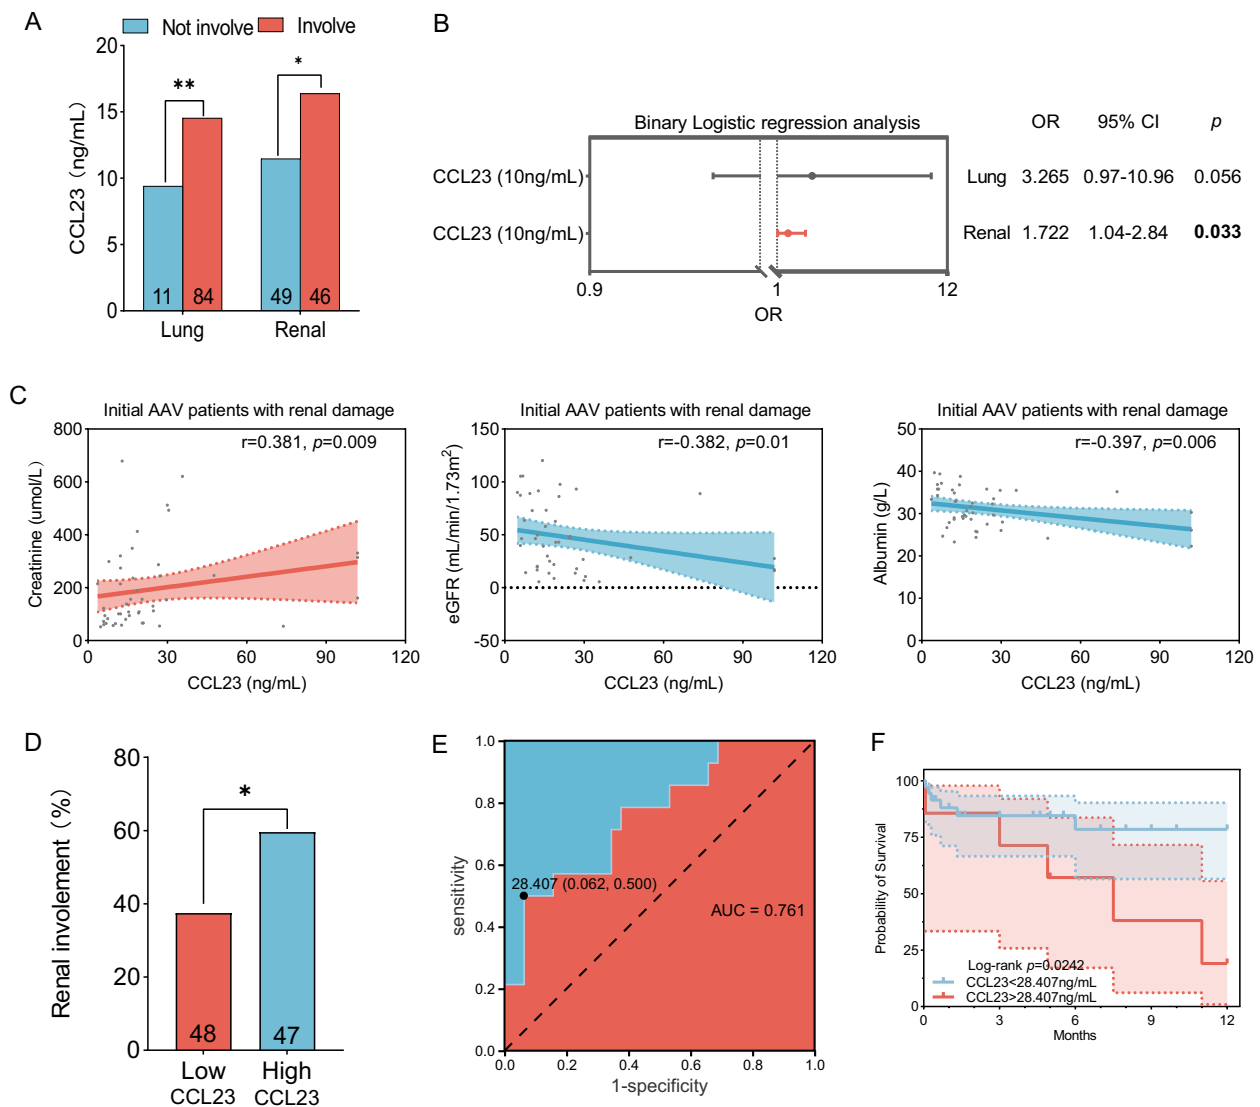 A
Not involve
Involve
CCL23 (ng/mL)
20
15
10
5
0
**
*
11
84
49
46
Lung
Renal
B
Binary Logistic regression analysis
OR
95% CI
p
CCL23 (10ng/mL)
Lung
3.265
0.97-10.96
0.056
CCL23 (10ng/mL)
Renal
1.722
1.04-2.84
0.033
0.9
1
12
OR
C
Initial AAV patients with renal damage
r=0.381, p=0.009
Creatinine (umol/L)
800
600
400
200
0
0
30
60
90
120
CCL23 (ng/mL)
Initial AAV patients with renal damage
r=-0.382, p=0.01
eGFR (mL/min/1.73m²)
150
100
50
0
-50
0
30
60
90
120
CCL23 (ng/mL)
Initial AAV patients with renal damage
r=-0.397, p=0.006
Albumin (g/L)
50
40
30
20
10
0
0
30
60
90
120
CCL23 (ng/mL)
D
Renal involement (%)
80
60
40
20
0
*
48
47
Low
CCL23
High
CCL23
E
sensitivity
1.0
0.8
0.6
0.4
0.2
0.0
28.407 (0.062, 0.500)
AUC = 0.761
0.0
0.2
0.4
0.6
0.8
1.0
1-specificity
F
Probability of Survival
100
75
50
25
0
Log-rank p=0.0242
CCL23<28.407ng/mL
CCL23>28.407ng/mL
0
3
6
9
12
Months